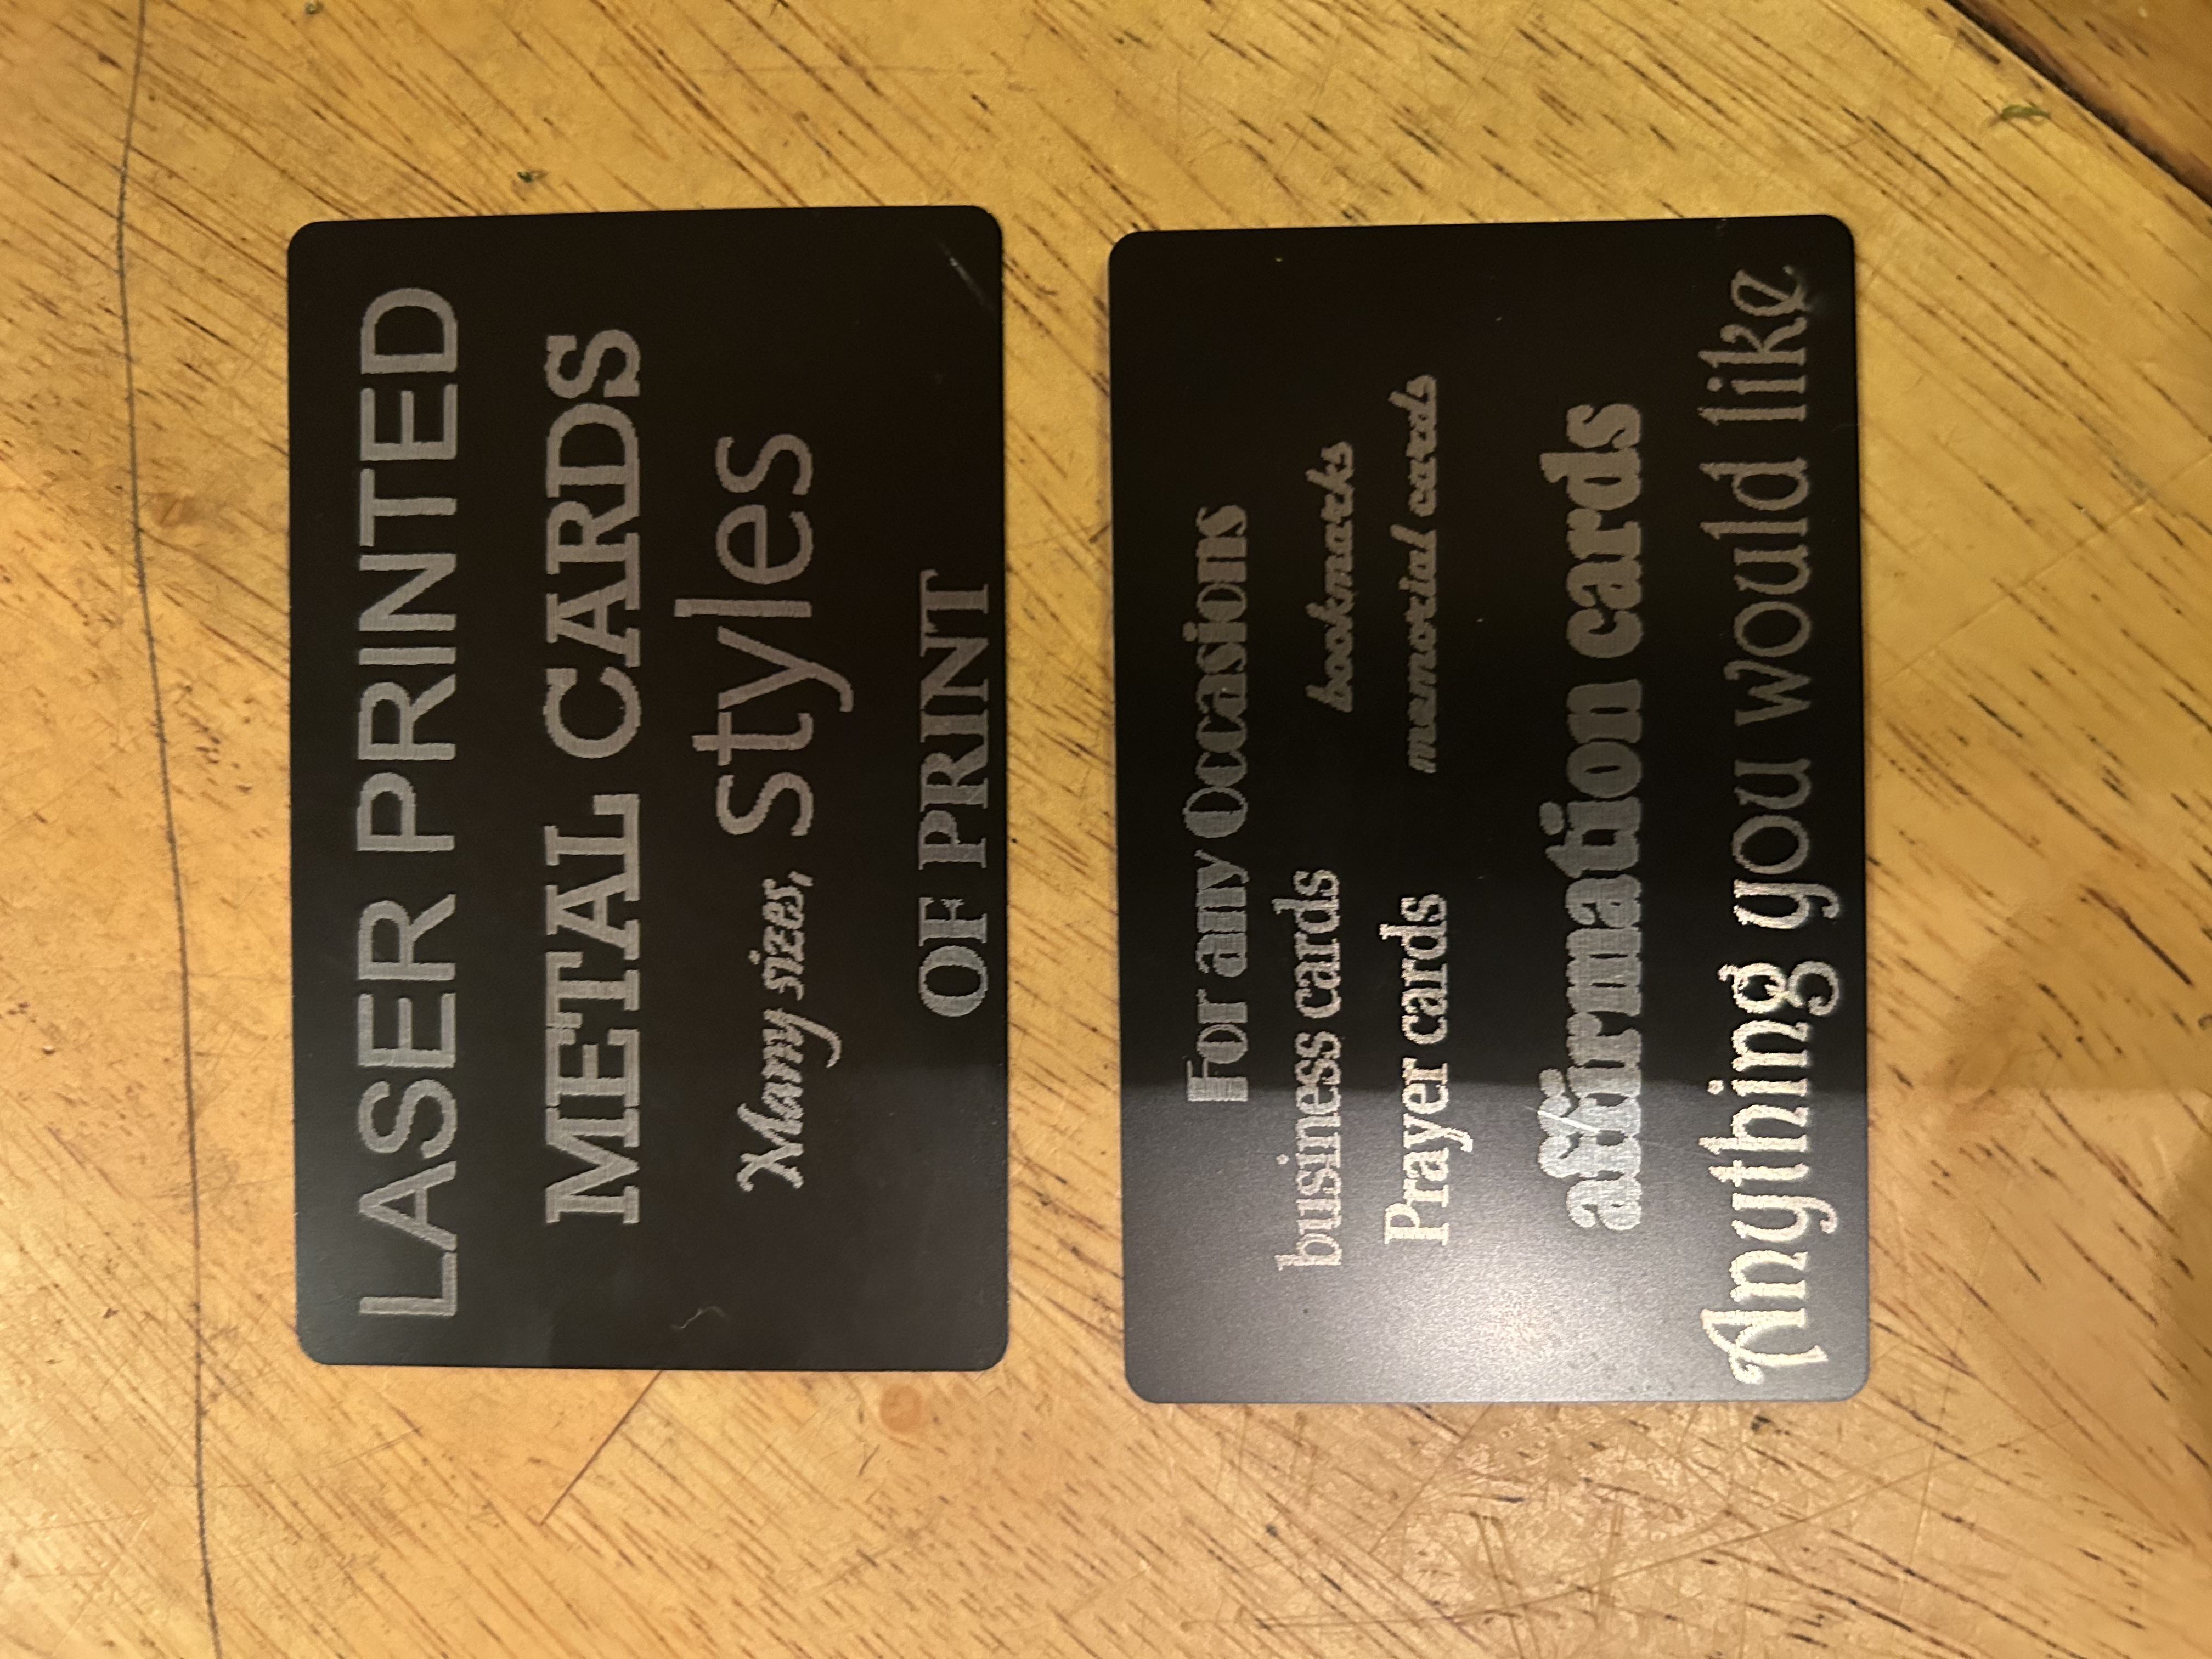 LASER PRINTED
METAL CARDS
Many sizes, styles
OF PRINT
For any Occasions
business cards bookmarks
Prayer cards memorial cards
affirmation cards
Anything you would like